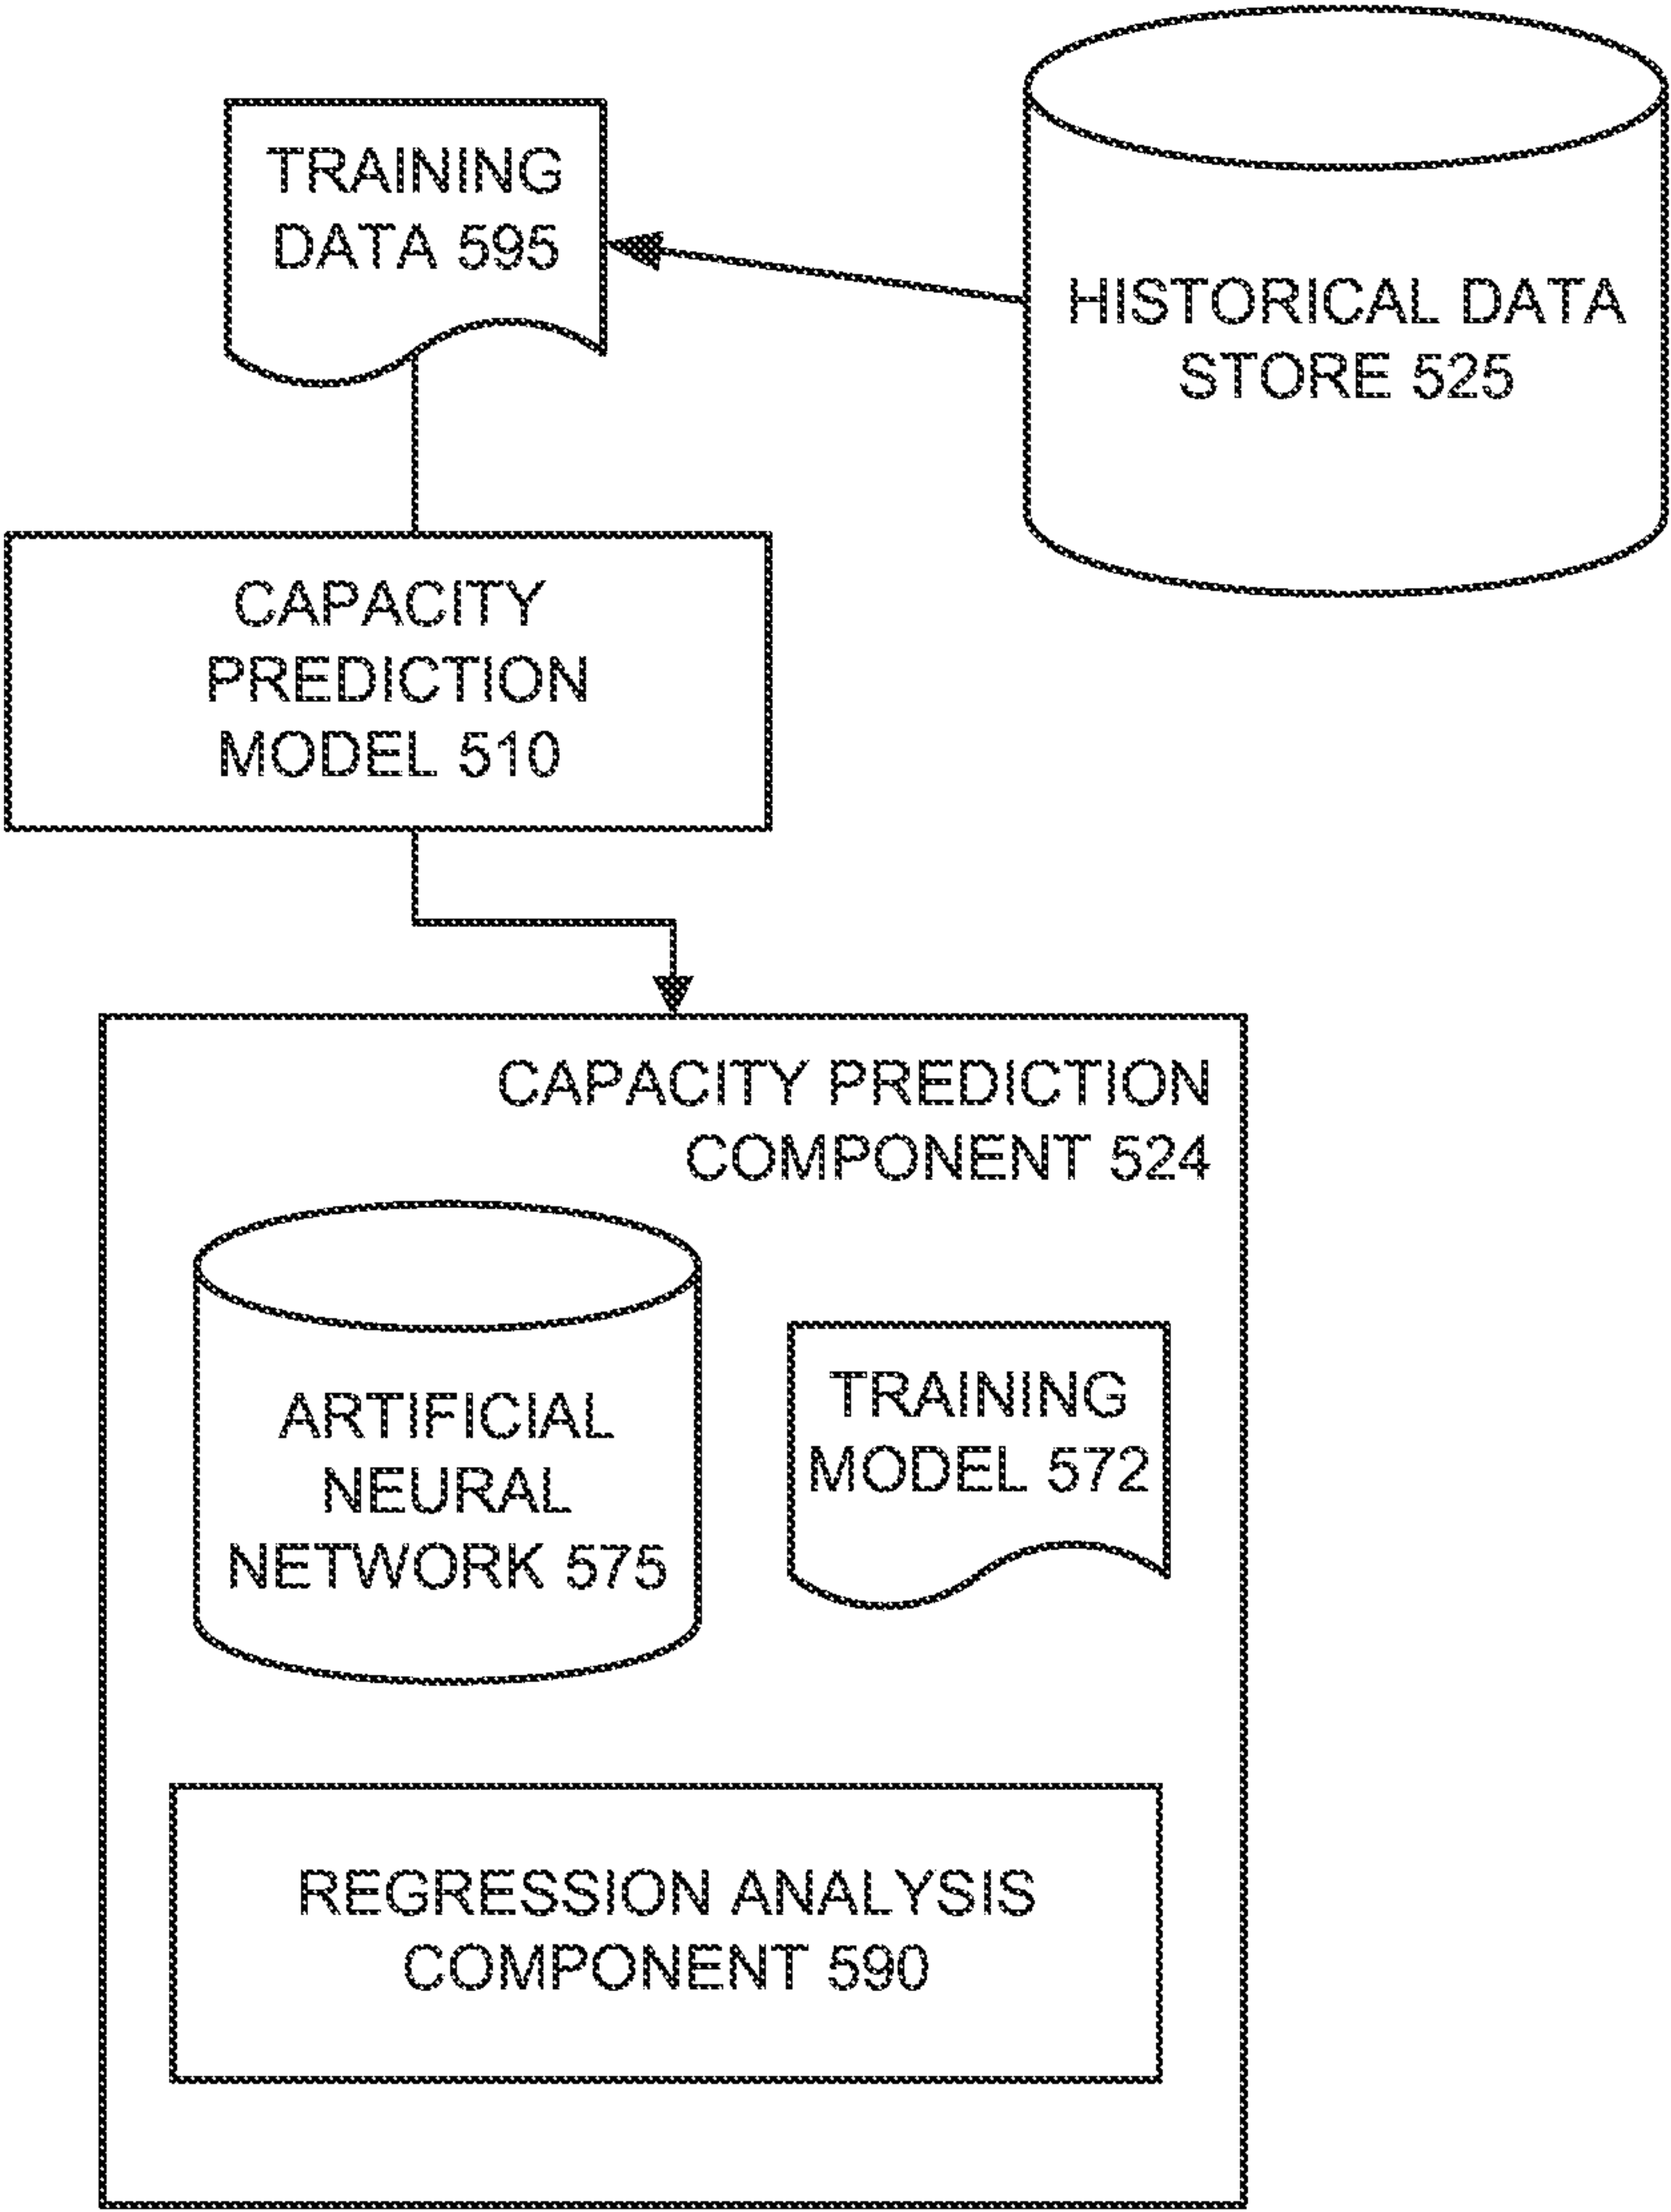 TRAINING
DATA 595
HISTORICAL DATA
STORE 525
CAPACITY
PREDICTION
MODEL 510
CAPACITY PREDICTION
COMPONENT 524
ARTIFICIAL
NEURAL
NETWORK 575
TRAINING
MODEL 572
REGRESSION ANALYSIS
COMPONENT 590